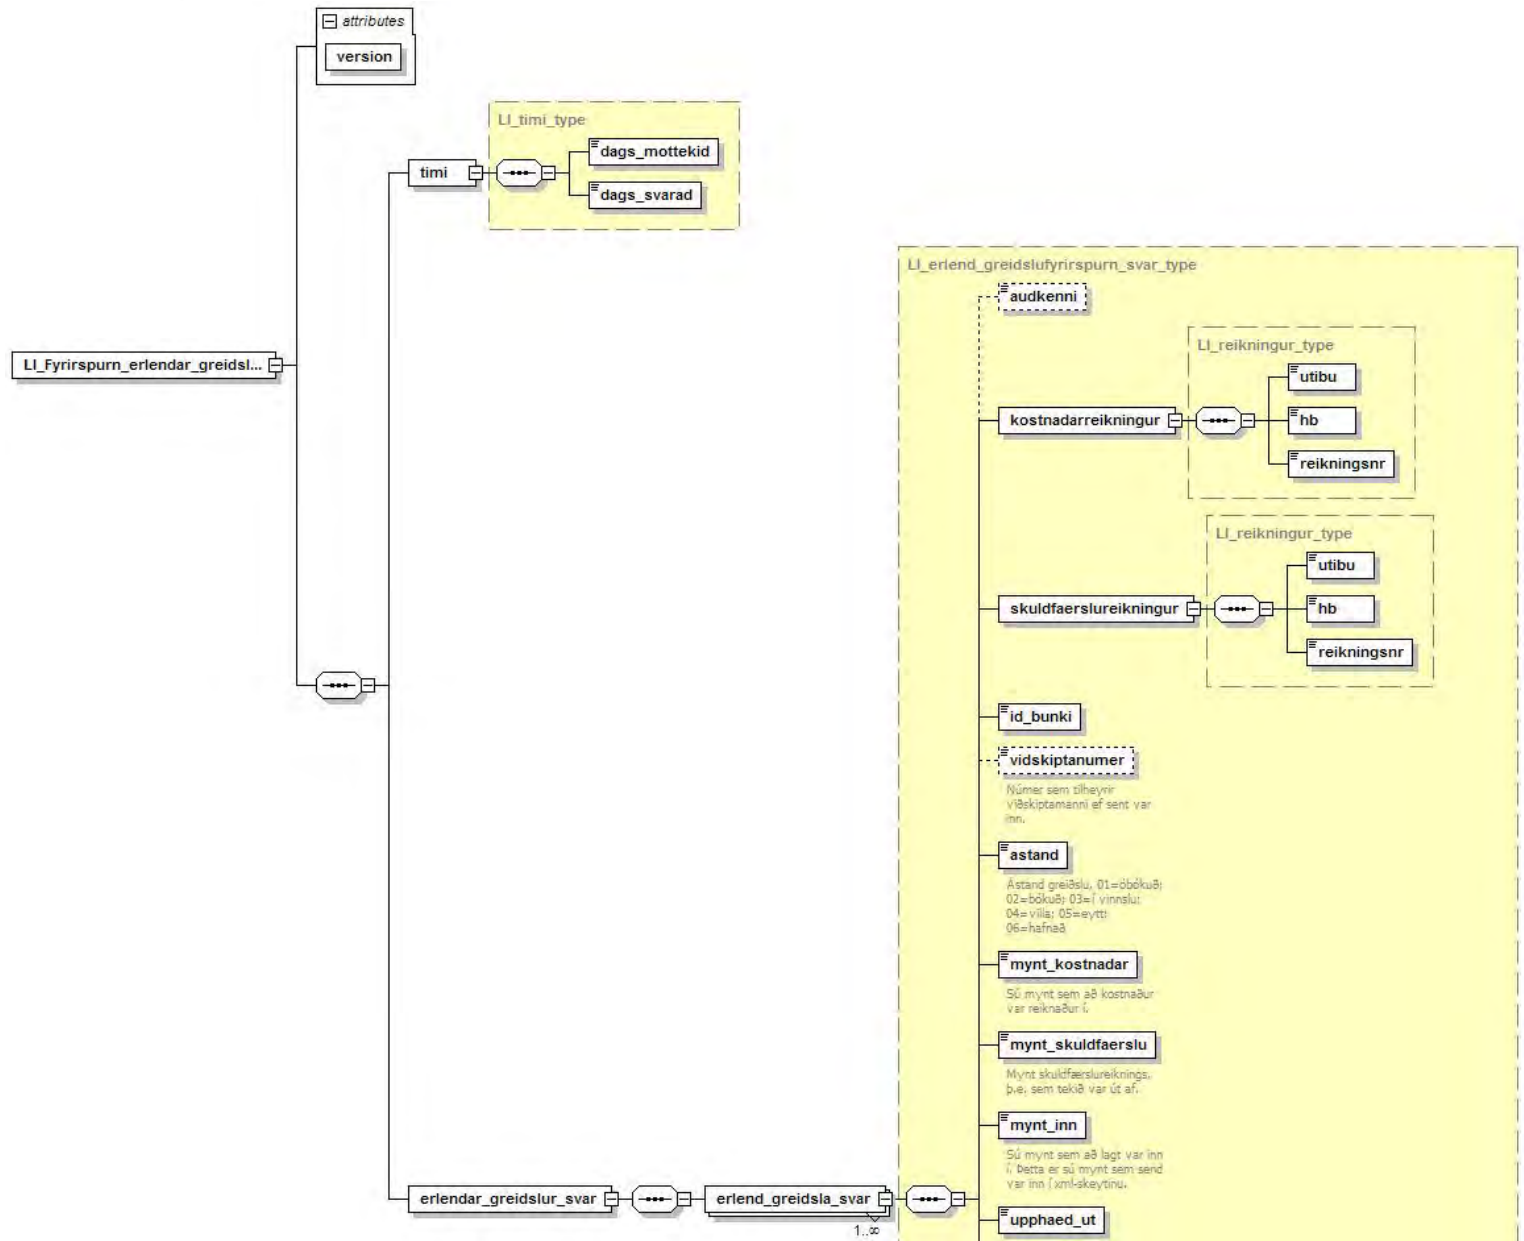 attributes
version
LI_timi_type
dags_mottekid
timi
dags_svarad
LI_erlend_greidslufyrirspurn_svar_type
audkenni
LI_reikningur_type
LI_Fyrirspurn_erlendar_greidsl...
utibu
kostnadarreikningur
hb
reikningsnr
LI_reikningur_type
utibu
skuldfaerslureikningur
hb
reikningsnr
id_bunki
vidskiptanumer
Númer sem tilheyrir
viðskiptamanni ef sent var
inn.
astand
Ástand greiðslu, 01=óbókuð;
02=bókuð; 03=í vinnslu;
04=villa; 05=eytt;
06=hafnað
mynt_kostnadar
Sú mynt sem að kostnaður
var reiknaður í.
mynt_skuldfaerslu
Mynt skuldfærslureiknings,
þ.e. sem tekið var út af.
mynt_inn
Sú mynt sem að lagt var inn
í. Þetta er sú mynt sem send
var inn í xml-skeytinu.
erlendar_greidslur_svar
erlend_greidsla_svar
1..∞
upphaed_ut